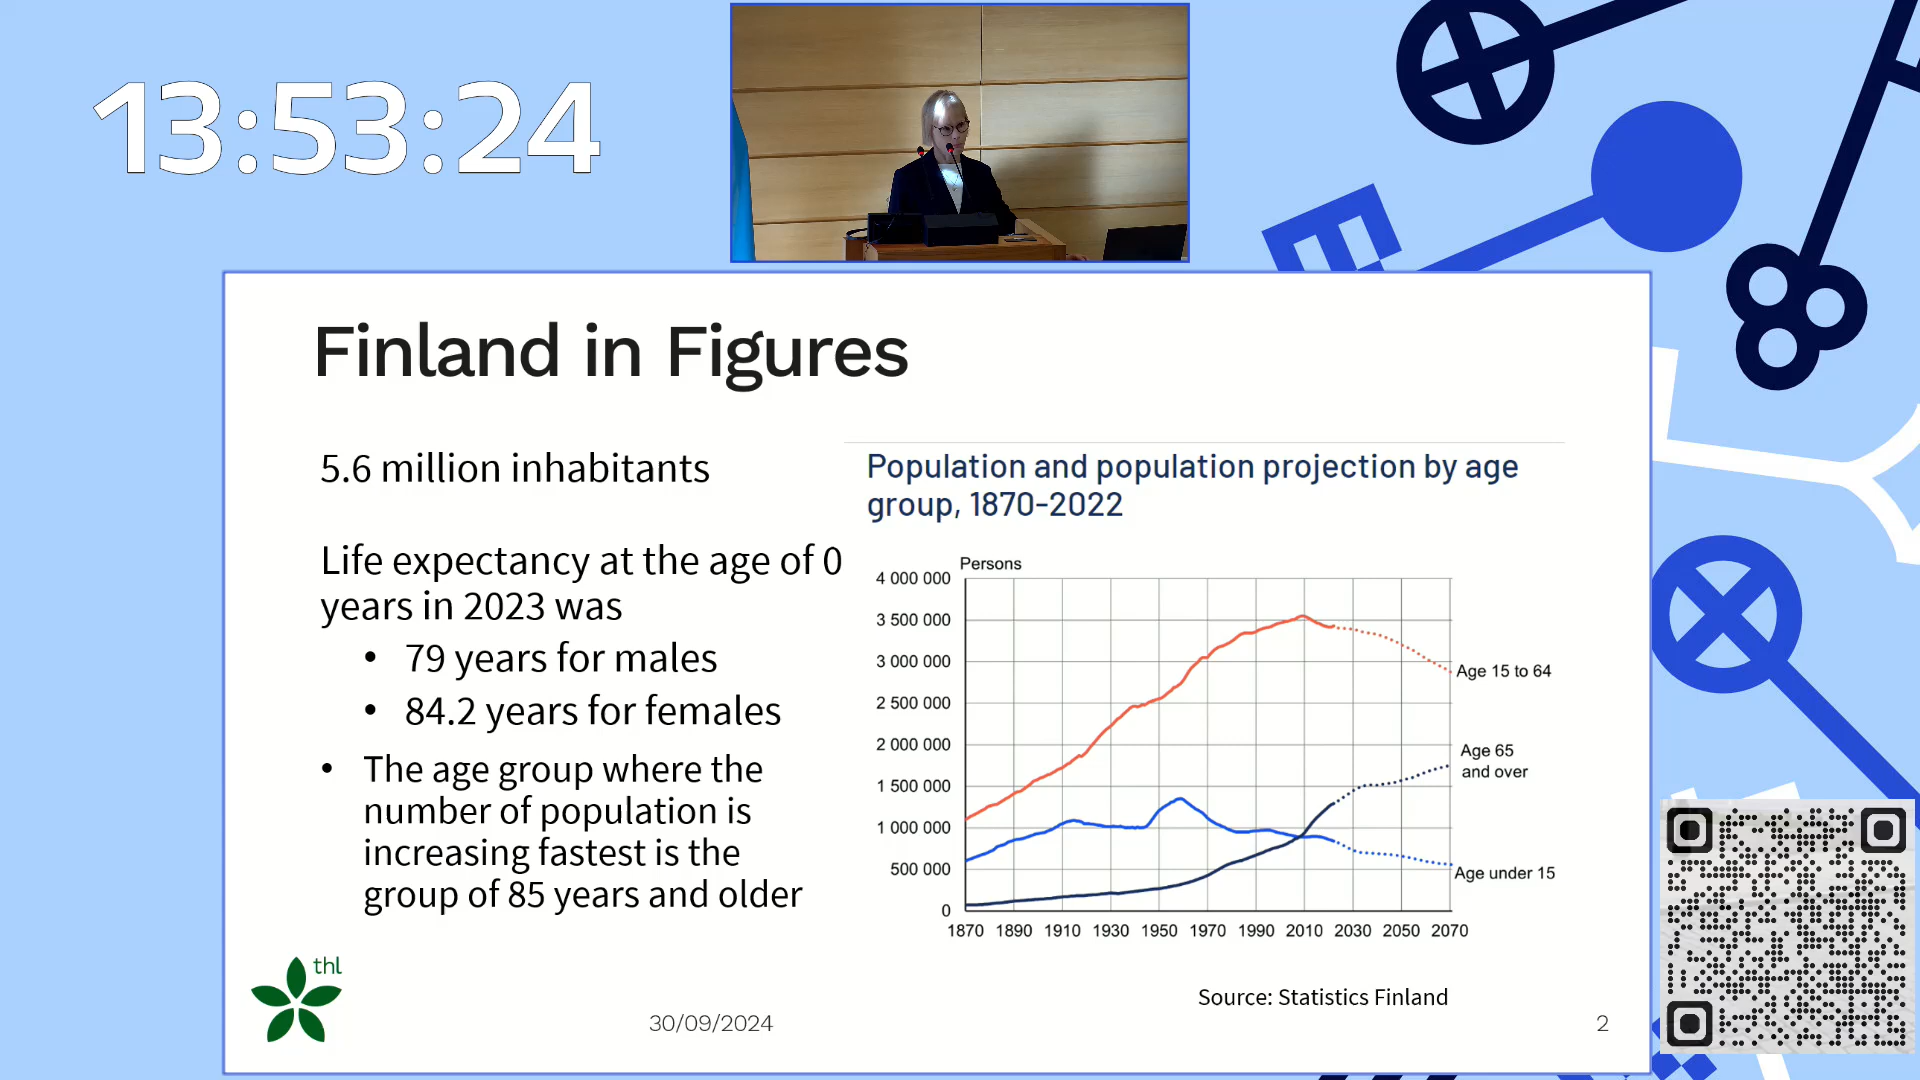 13:53:24
Finland in Figures
5.6 million inhabitants
Life expectancy at the age of 0
years in 2023 was
• 79 years for males
• 84.2 years for females
• The age group where the
number of population is
increasing fastest is the
group of 85 years and older
Population and population projection by age
group, 1870-2022
Persons
4 000 000
3 500 000
3 000 000
2 500 000
2 000 000
1 500 000
1 000 000
500 000
0
1870 1890 1910 1930 1950 1970 1990 2010 2030 2050 2070
Age 15 to 64
Age 65
and over
Age under 15
Source: Statistics Finland
thl
30/09/2024
2